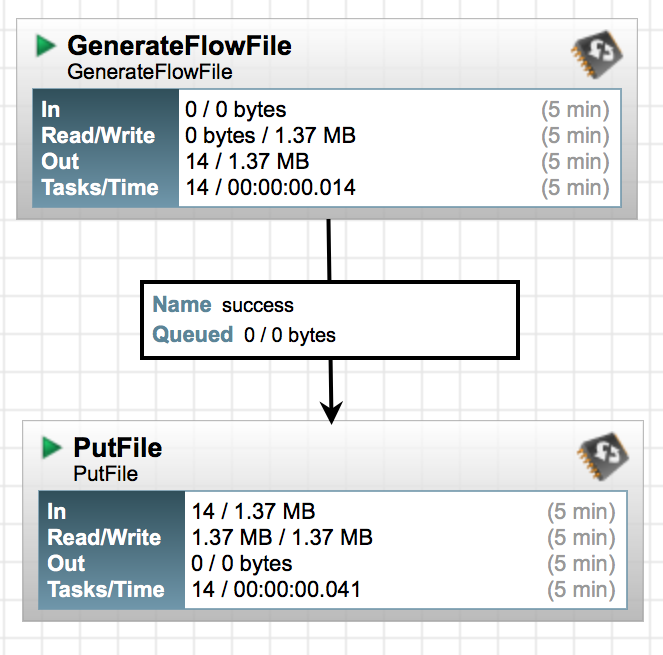 GenerateFlowFile
GenerateFlowFile
In 0 / 0 bytes (5 min)
Read/Write 0 bytes / 1.37 MB (5 min)
Out 14 / 1.37 MB (5 min)
Tasks/Time 14 / 00:00:00.014 (5 min)
Name success
Queued 0 / 0 bytes
PutFile
PutFile
In 14 / 1.37 MB (5 min)
Read/Write 1.37 MB / 1.37 MB (5 min)
Out 0 / 0 bytes (5 min)
Tasks/Time 14 / 00:00:00.041 (5 min)